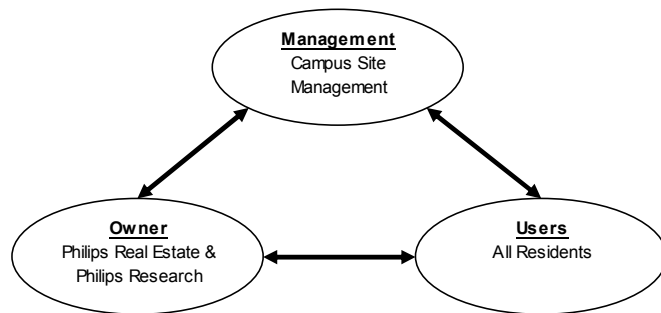 Management
Campus Site
Management
Owner
Philips Real Estate &
Philips Research
Users
All Residents